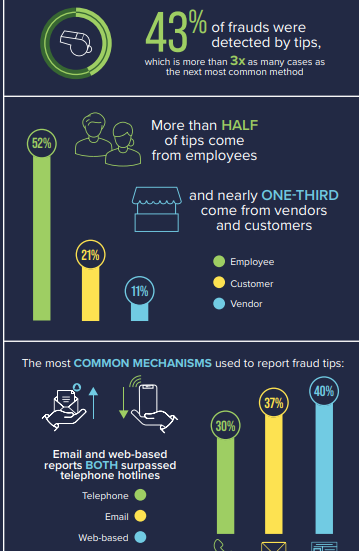 43% of frauds were
detected by tips,
which is more than 3x as many cases as
the next most common method
52%
More than HALF
of tips come
from employees
and nearly ONE-THIRD
come from vendors
and customers
21%
11%
Employee
Customer
Vendor
The most COMMON MECHANISMS used to report fraud tips:
Email and web-based
reports BOTH surpassed
telephone hotlines
Telephone
Email
Web-based
30%
37%
40%